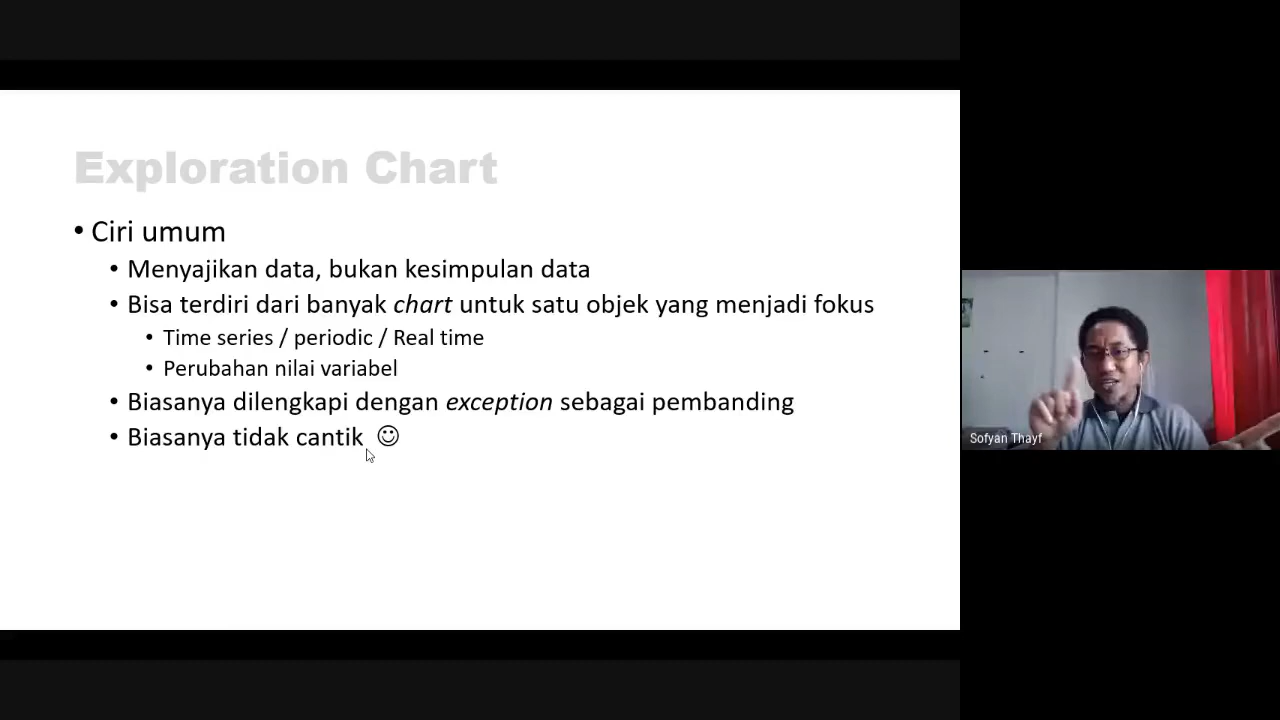 Exploration Chart
• Ciri umum
• Menyajikan data, bukan kesimpulan data
• Bisa terdiri dari banyak chart untuk satu objek yang menjadi fokus
• Time series / periodic / Real time
• Perubahan nilai variabel
• Biasanya dilengkapi dengan exception sebagai pembanding
• Biasanya tidak cantik ☺
Sofyan Thayf